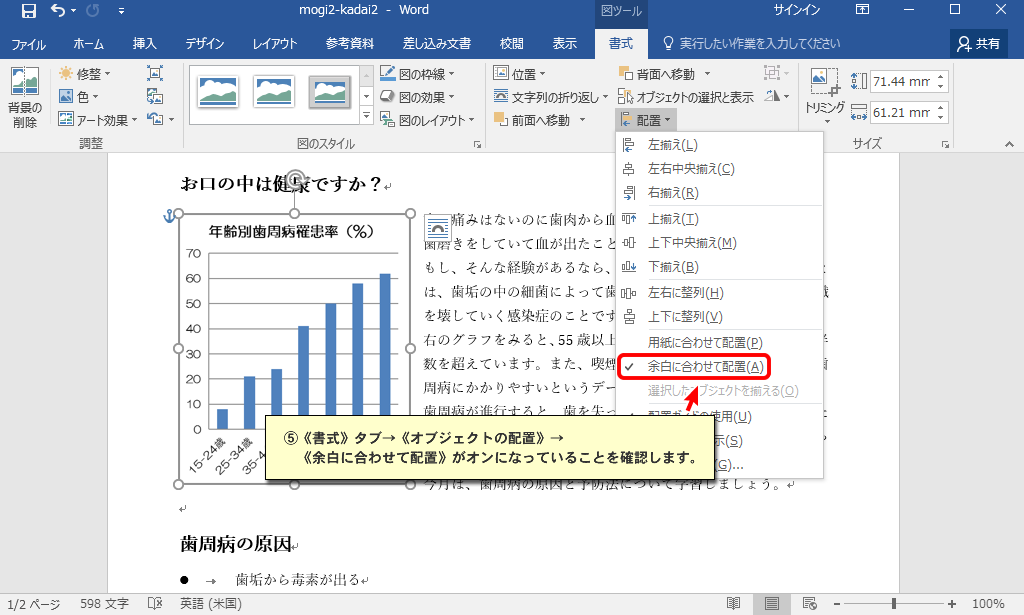 mogi2-kadai2 - Word
図ツール
サインイン
ファイル ホーム 挿入 デザイン レイアウト 参考資料 差し込み文書 校閲 表示 書式 実行したい作業を入力してください 共有
背景の削除
修整
色
アート効果
調整
図のスタイル
図の枠線
図の効果
図のレイアウト
位置
文字列の折り返し
前面へ移動
背面へ移動
オブジェクトの選択と表示
配置
トリミング
71.44 mm
61.21 mm
サイズ
左揃え(L)
左右中央揃え(C)
右揃え(R)
上揃え(T)
上下中央揃え(M)
下揃え(B)
左右に整列(H)
上下に整列(V)
用紙に合わせて配置(P)
余白に合わせて配置(A)
選択したオブジェクトを揃える(O)
の使用(U)
示(S)
(G)...
お口の中は健康ですか？
年齢別歯周病罹患率（％）
70
60
50
40
30
20
10
0
15-24歳
25-34歳
35-4
痛みはないのに歯肉から血
歯磨きをしていて血が出たこと
もし、そんな経験があるなら、
は、歯垢の中の細菌によって歯
を壊していく感染症のことです
右のグラフをみると、55 歳以上
数を超えています。また、喫煙
周病にかかりやすいというデー
歯周病が進行すると、歯を失っ
今月は、歯周病の原因と予防法について学習しましょう。
⑤《書式》タブ→《オブジェクトの配置》→
《余白に合わせて配置》がオンになっていることを確認します。
歯周病の原因
● → 歯垢から毒素が出る
1/2 ページ 598 文字 英語 (米国) 100%